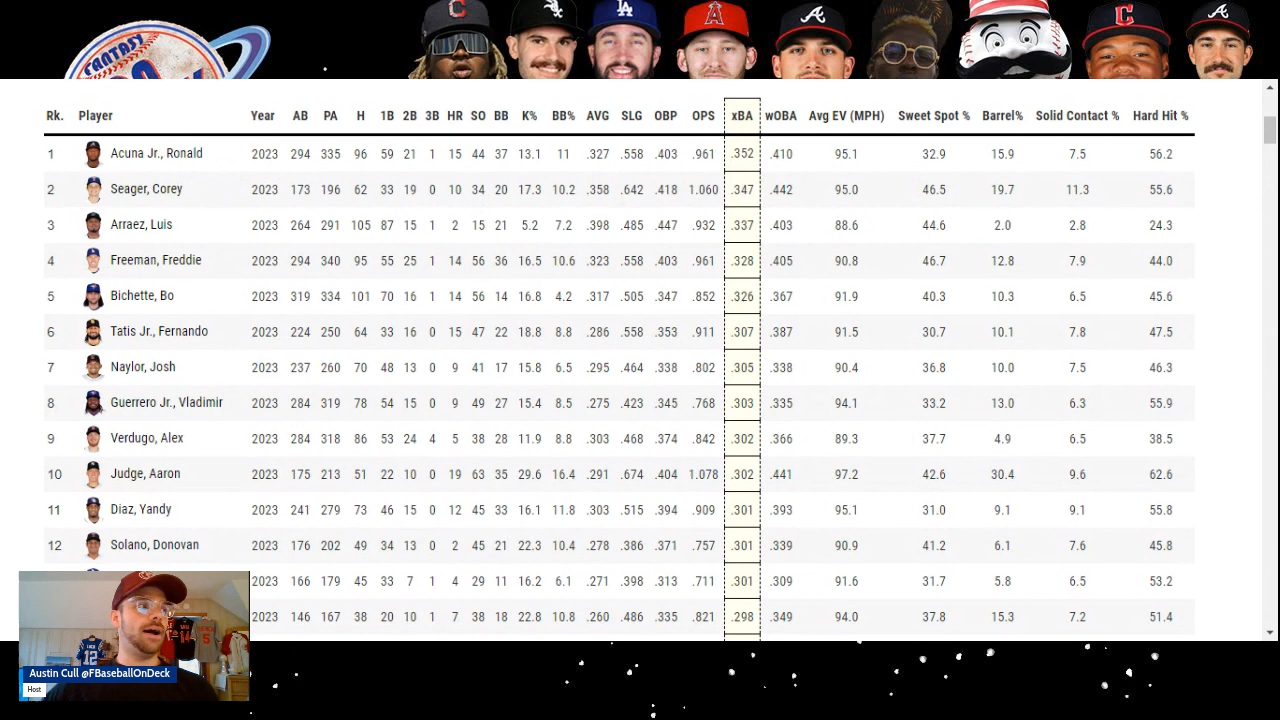 FANTASY
Rk. Player Year AB PA H 1B 2B 3B HR SO BB K% BB% AVG SLG OBP OPS xBA wOBA Avg EV (MPH) Sweet Spot % Barrel% Solid Contact % Hard Hit %
1 Acuna Jr., Ronald 2023 294 335 96 59 21 1 15 44 37 13.1 11 .327 .558 .403 .961 .352 .410 95.1 32.9 15.9 7.5 56.2
2 Seager, Corey 2023 173 196 62 33 19 0 10 34 20 17.3 10.2 .358 .642 .418 1.060 .347 .442 95.0 46.5 19.7 11.3 55.6
3 Arraez, Luis 2023 264 291 105 87 15 1 2 15 21 5.2 7.2 .398 .485 .447 .932 .337 .403 88.6 44.6 2.0 2.8 24.3
4 Freeman, Freddie 2023 294 340 95 55 25 1 14 56 36 16.5 10.6 .323 .558 .403 .961 .328 .405 90.8 46.7 12.8 7.9 44.0
5 Bichette, Bo 2023 319 334 101 70 16 1 14 56 14 16.8 4.2 .317 .505 .347 .852 .326 .367 91.9 40.3 10.3 6.5 45.6
6 Tatis Jr., Fernando 2023 224 250 64 33 16 0 15 47 22 18.8 8.8 .286 .558 .353 .911 .307 .387 91.5 30.7 10.1 7.8 47.5
7 Naylor, Josh 2023 237 260 70 48 13 0 9 41 17 15.8 6.5 .295 .464 .338 .802 .305 .338 90.4 36.8 10.0 7.5 46.3
8 Guerrero Jr., Vladimir 2023 284 319 78 54 15 0 9 49 27 15.4 8.5 .275 .423 .345 .768 .303 .335 94.1 33.2 13.0 6.3 55.9
9 Verdugo, Alex 2023 284 318 86 53 24 4 5 38 28 11.9 8.8 .303 .468 .374 .842 .302 .366 89.3 37.7 4.9 6.5 38.5
10 Judge, Aaron 2023 175 213 51 22 10 0 19 63 35 29.6 16.4 .291 .674 .404 1.078 .302 .441 97.2 42.6 30.4 9.6 62.6
11 Diaz, Yandy 2023 241 279 73 46 15 0 12 45 33 16.1 11.8 .303 .515 .394 .909 .301 .393 95.1 31.0 9.1 9.1 55.8
12 Solano, Donovan 2023 176 202 49 34 13 0 2 45 21 22.3 10.4 .278 .386 .371 .757 .301 .339 90.9 41.2 6.1 7.6 45.8
2023 166 179 45 33 7 1 4 29 11 16.2 6.1 .271 .398 .313 .711 .301 .309 91.6 31.7 5.8 6.5 53.2
2023 146 167 38 20 10 1 7 38 18 22.8 10.8 .260 .486 .335 .821 .298 .349 94.0 37.8 15.3 7.2 51.4
12
14
5
Austin Cull @FBaseballOnDeck
Host